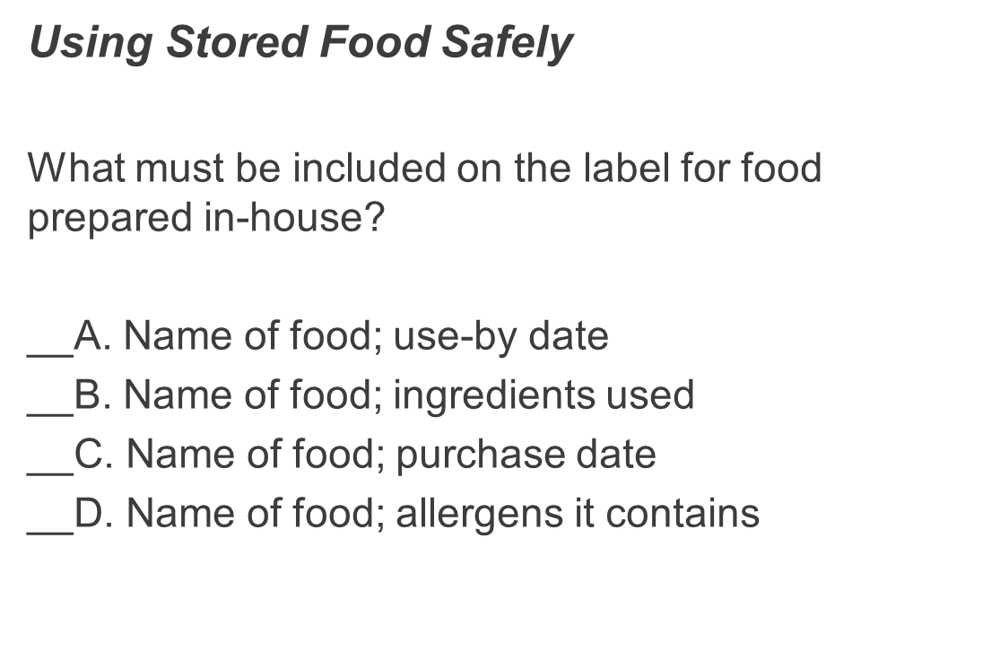 Using Stored Food Safely
What must be included on the label for food
prepared in-house?
__A. Name of food; use-by date
__B. Name of food; ingredients used
__C. Name of food; purchase date
__D. Name of food; allergens it contains